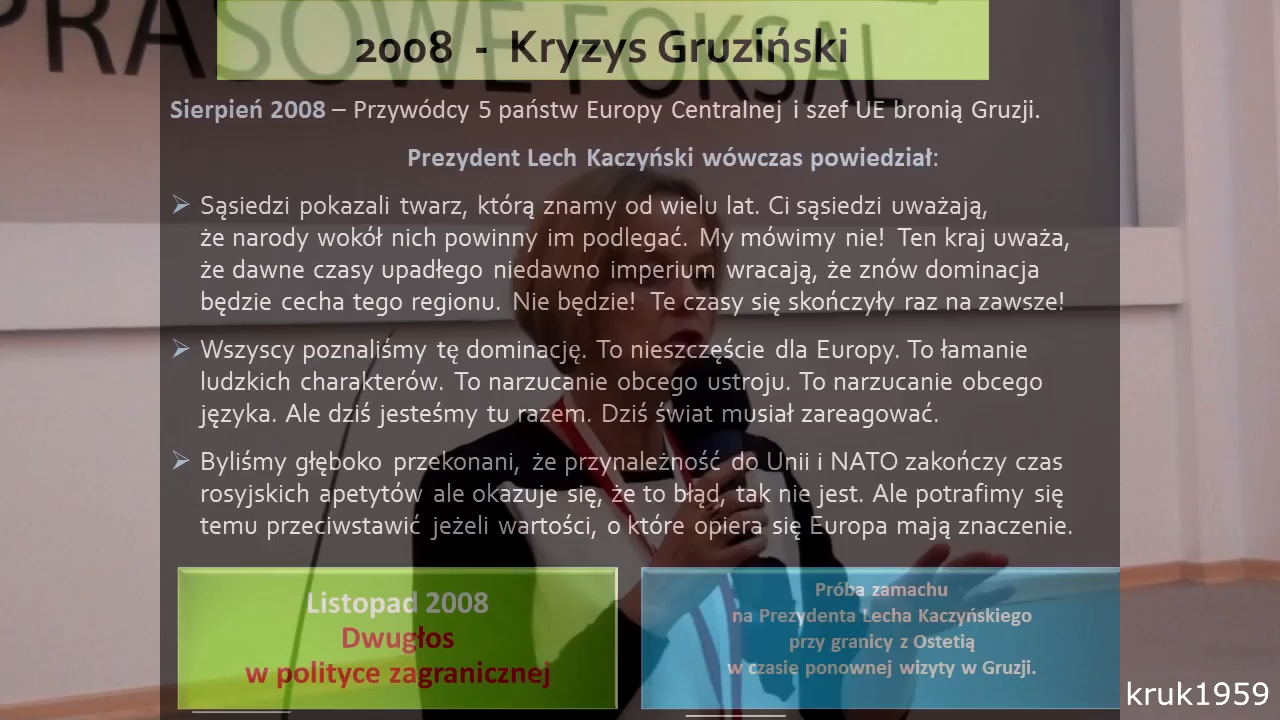 PRASOWE FOKSAL
2008 - Kryzys Gruziński
Sierpień 2008 – Przywódcy 5 państw Europy Centralnej i szef UE bronią Gruzji.
Prezydent Lech Kaczyński wówczas powiedział:
Sąsiedzi pokazali twarz, którą znamy od wielu lat. Ci sąsiedzi uważają,
że narody wokół nich powinny im podlegać. My mówimy nie! Ten kraj uważa,
że dawne czasy upadłego niedawno imperium wracają, że znów dominacja
będzie cecha tego regionu. Nie będzie! Te czasy się skończyły raz na zawsze!
Wszyscy poznaliśmy tę dominację. To nieszczęście dla Europy. To łamanie
ludzkich charakterów. To narzucanie obcego ustroju. To narzucanie obcego
języka. Ale dziś jesteśmy tu razem. Dziś świat musiał zareagować.
Byliśmy głęboko przekonani, że przynależność do Unii i NATO zakończy czas
rosyjskich apetytów ale okazuje się, że to błąd, tak nie jest. Ale potrafimy się
temu przeciwstawić jeżeli wartości, o które opiera się Europa mają znaczenie.
Listopad 2008
Dwugłos
w polityce zagranicznej
Próba zamachu
na Prezydenta Lecha Kaczyńskiego
przy granicy z Ostetią
w czasie ponownej wizyty w Gruzji.
kruk1959